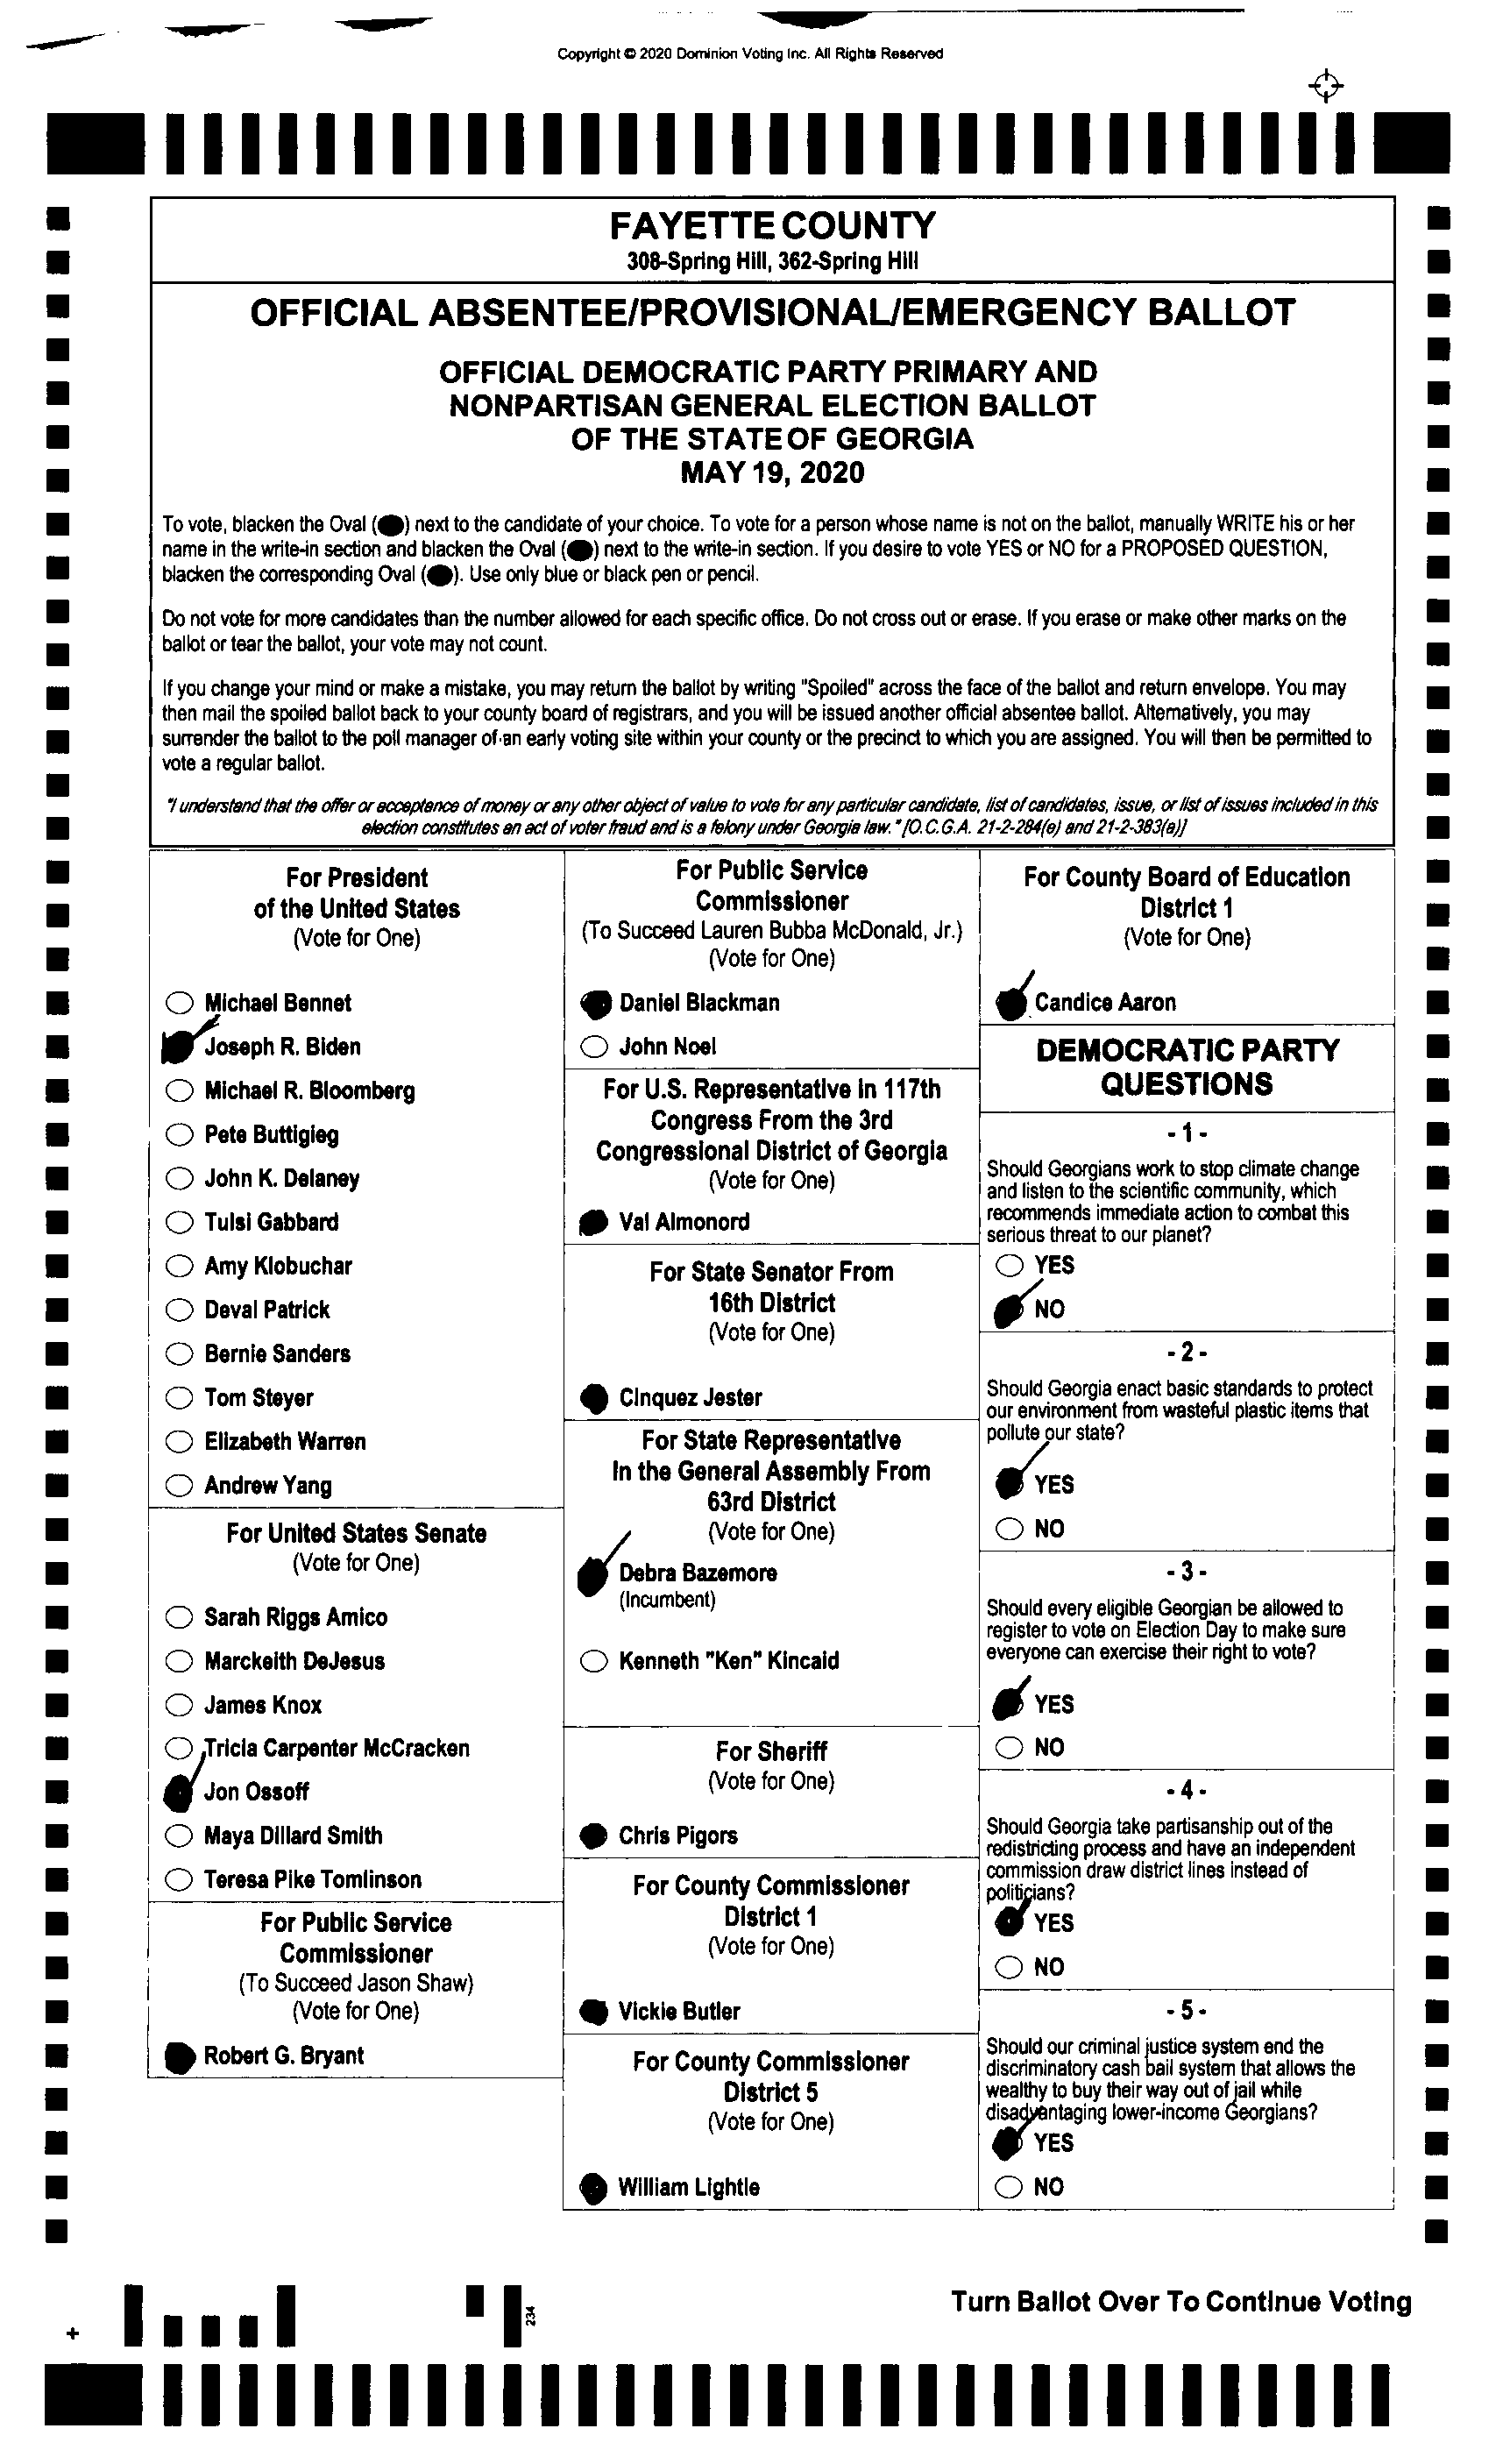 Copyright © 2020 Dominion Voting Inc. All Rights Reserved
FAYETTE COUNTY
308-Spring Hill, 362-Spring Hill
OFFICIAL ABSENTEE/PROVISIONAL/EMERGENCY BALLOT
OFFICIAL DEMOCRATIC PARTY PRIMARY AND
NONPARTISAN GENERAL ELECTION BALLOT
OF THE STATE OF GEORGIA
MAY 19, 2020
To vote, blacken the Oval ( ) next to the candidate of your choice. To vote for a person whose name is not on the ballot, manually WRITE his or her
name in the write-in section and blacken the Oval ( ) next to the write-in section. If you desire to vote YES or NO for a PROPOSED QUESTION,
blacken the corresponding Oval ( ). Use only blue or black pen or pencil.
Do not vote for more candidates than the number allowed for each specific office. Do not cross out or erase. If you erase or make other marks on the
ballot or tear the ballot, your vote may not count.
If you change your mind or make a mistake, you may return the ballot by writing "Spoiled" across the face of the ballot and return envelope. You may
then mail the spoiled ballot back to your county board of registrars, and you will be issued another official absentee ballot. Alternatively, you may
surrender the ballot to the poll manager of an early voting site within your county or the precinct to which you are assigned. You will then be permitted to
vote a regular ballot.
"I understand that the offer or acceptance of money or any other object of value to vote for any particular candidate, list of candidates, issue, or list of issues included in this
election constitutes an act of voter fraud and is a felony under Georgia law." [O.C.G.A. 21-2-284(e) and 21-2-383(a)]
For President
of the United States
(Vote for One)
Michael Bennet
Joseph R. Biden
Michael R. Bloomberg
Pete Buttigieg
John K. Delaney
Tulsi Gabbard
Amy Klobuchar
Deval Patrick
Bernie Sanders
Tom Steyer
Elizabeth Warren
Andrew Yang
For United States Senate
(Vote for One)
Sarah Riggs Amico
Marckeith DeJesus
James Knox
Tricia Carpenter McCracken
Jon Ossoff
Maya Dillard Smith
Teresa Pike Tomlinson
For Public Service
Commissioner
(To Succeed Jason Shaw)
(Vote for One)
Robert G. Bryant
For Public Service
Commissioner
(To Succeed Lauren Bubba McDonald, Jr.)
(Vote for One)
Daniel Blackman
John Noel
For U.S. Representative in 117th
Congress From the 3rd
Congressional District of Georgia
(Vote for One)
Val Almonord
For State Senator From
16th District
(Vote for One)
Cinquez Jester
For State Representative
In the General Assembly From
63rd District
(Vote for One)
Debra Bazemore
(Incumbent)
Kenneth "Ken" Kincaid
For Sheriff
(Vote for One)
Chris Pigors
For County Commissioner
District 1
(Vote for One)
Vickie Butler
For County Commissioner
District 5
(Vote for One)
William Lightle
For County Board of Education
District 1
(Vote for One)
Candice Aaron
DEMOCRATIC PARTY
QUESTIONS
- 1 -
Should Georgians work to stop climate change
and listen to the scientific community, which
recommends immediate action to combat this
serious threat to our planet?
YES
NO
- 2 -
Should Georgia enact basic standards to protect
our environment from wasteful plastic items that
pollute our state?
YES
NO
- 3 -
Should every eligible Georgian be allowed to
register to vote on Election Day to make sure
everyone can exercise their right to vote?
YES
NO
- 4 -
Should Georgia take partisanship out of the
redistricting process and have an independent
commission draw district lines instead of
politicians?
YES
NO
- 5 -
Should our criminal justice system end the
discriminatory cash bail system that allows the
wealthy to buy their way out of jail while
disadvantaging lower-income Georgians?
YES
NO
Turn Ballot Over To Continue Voting
234
+